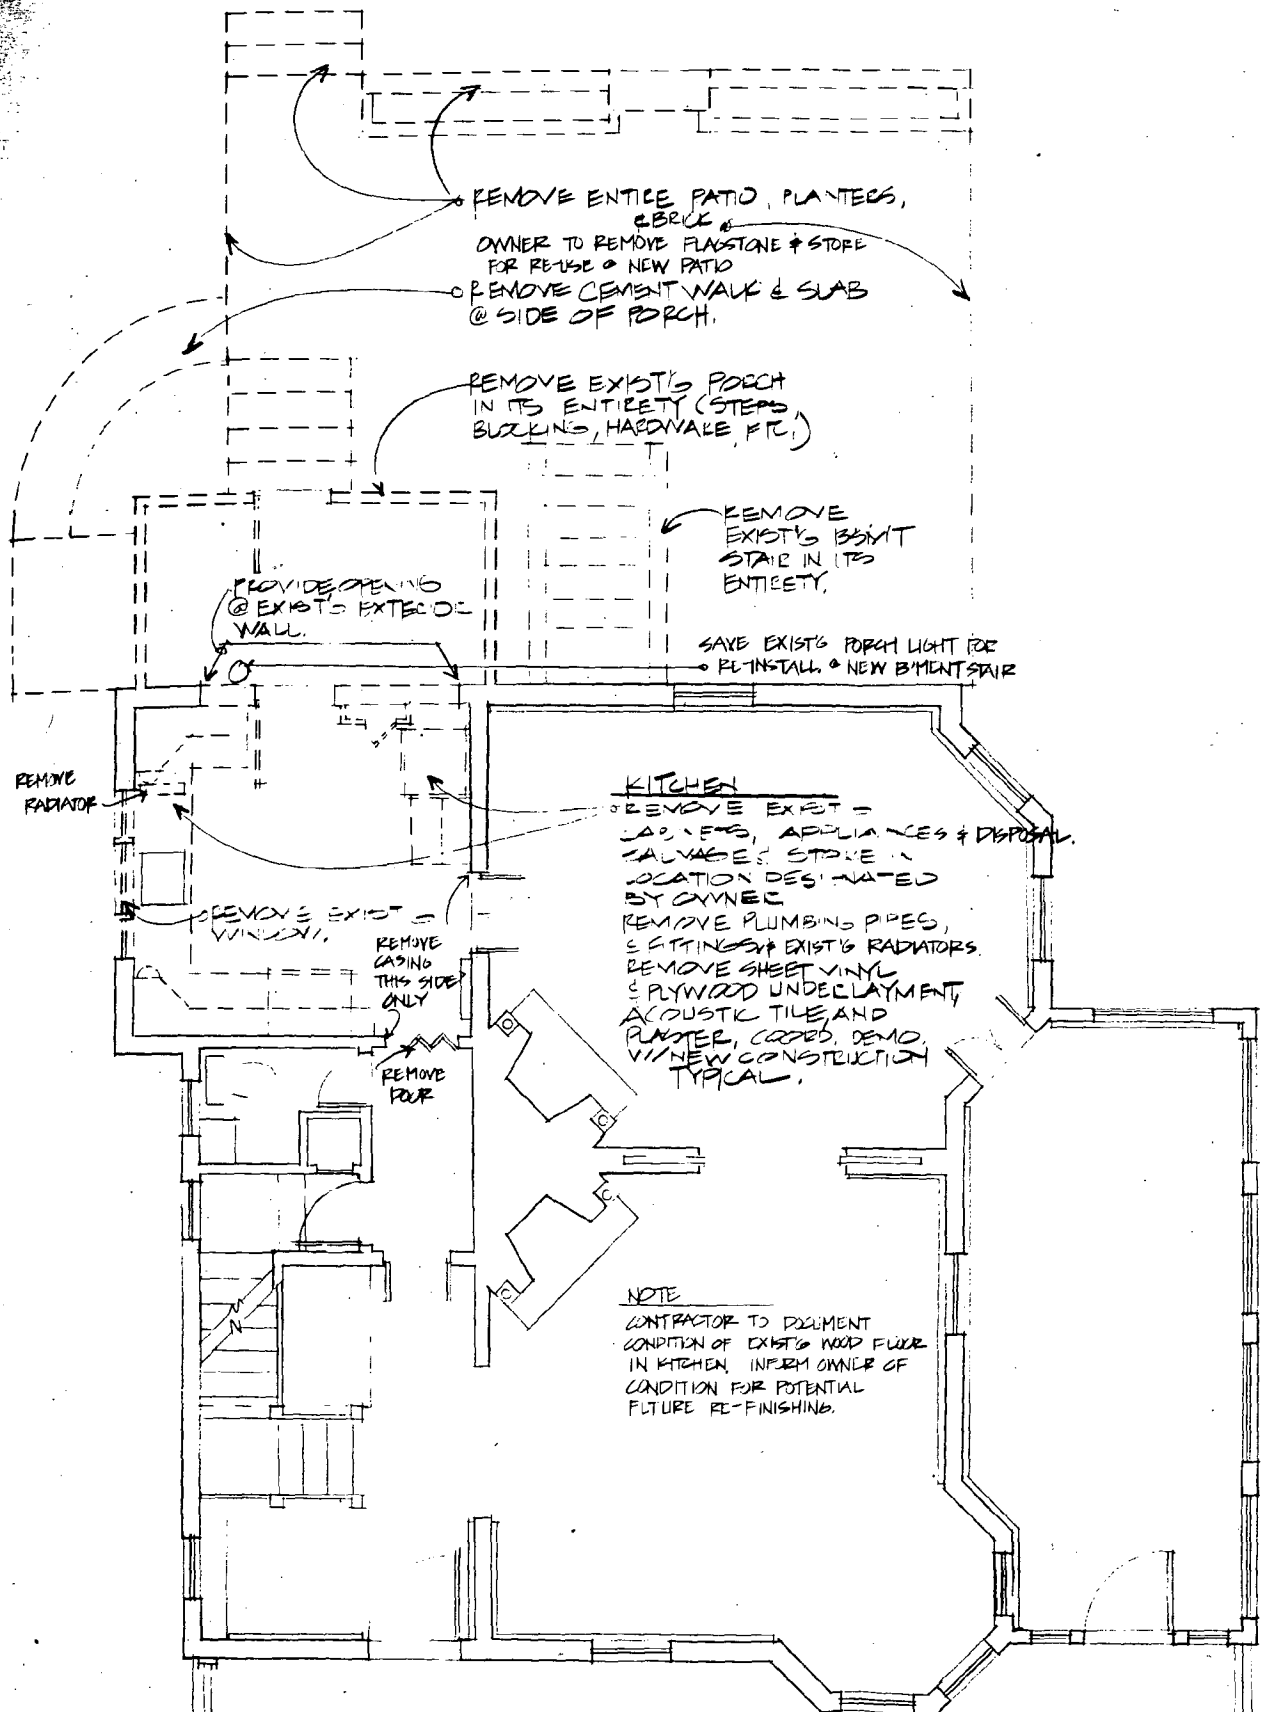 REMOVE ENTIRE PATIO, PLANTERS,
& BRICK
OWNER TO REMOVE FLAGSTONE & STORE
FOR RE-USE @ NEW PATIO
REMOVE CEMENT WALK & SLAB
@ SIDE OF PORCH.
REMOVE EXIST'G PORCH
IN ITS ENTIRETY (STEPS,
BLOCKING, HARDWARE, ETC.)
REMOVE
EXIST'G BSM'T
STAIR IN ITS
ENTIRETY.
PROVIDE OPENING
@ EXIST'G EXTERIOR
WALL.
SAVE EXIST'G PORCH LIGHT FOR
RE-INSTALL @ NEW B'MENT STAIR
REMOVE
RADIATOR
KITCHEN
REMOVE EXIST'G
CABINETS, APPLIANCES & DISPOSAL.
SALVAGE & STORE IN
LOCATION DESIGNATED
BY OWNER
REMOVE PLUMBING PIPES,
& FITTINGS & EXIST'G RADIATORS.
REMOVE SHEET VINYL
& PLYWOOD UNDERLAYMENT,
ACOUSTIC TILE, AND
PLASTER, COORD. DEMO.
W/ NEW CONSTRUCTION
TYPICAL.
REMOVE EXIST'G
WINDOW.
REMOVE
CASING
THIS SIDE
ONLY
REMOVE
DOOR
NOTE
CONTRACTOR TO DOCUMENT
CONDITION OF EXIST'G WOOD FLOOR
IN KITCHEN. INFORM OWNER OF
CONDITION FOR POTENTIAL
FUTURE RE-FINISHING.